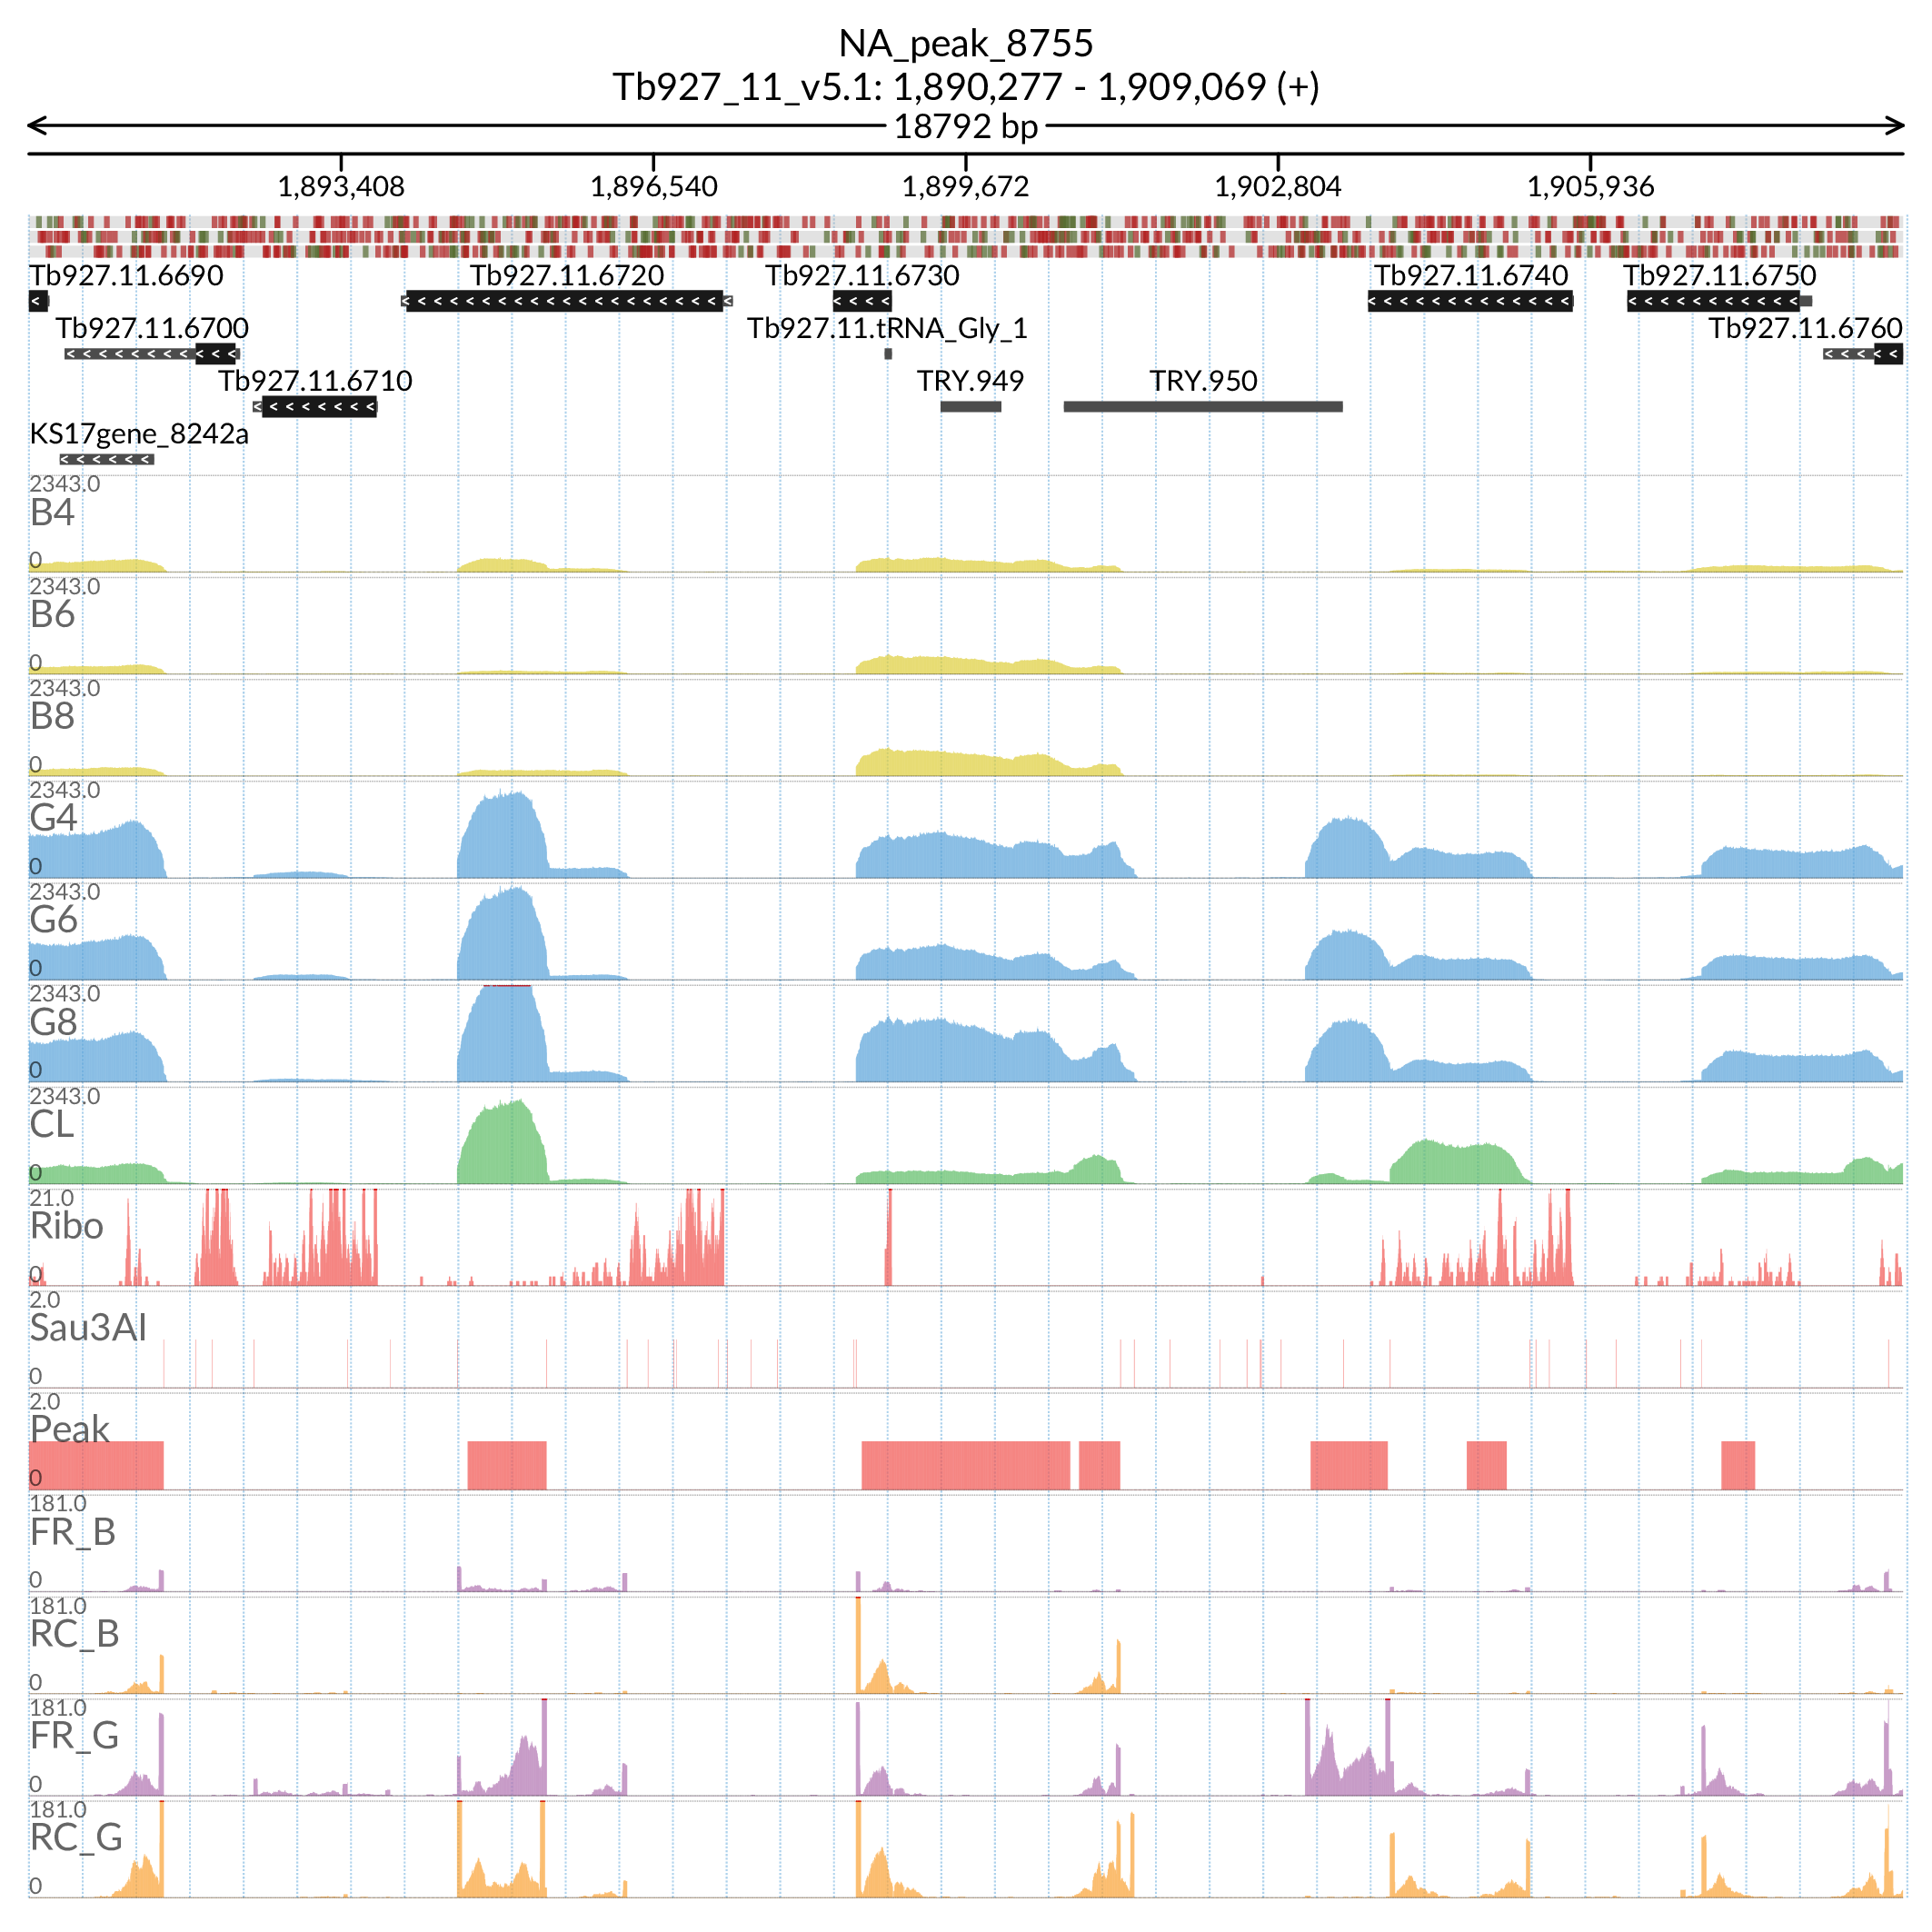 NA_peak_8755
Tb927_11_v5.1: 1,890,277 - 1,909,069 (+)
18792 bp
1,893,408 1,896,540 1,899,672 1,902,804 1,905,936
Tb927.11.6690 Tb927.11.6720 Tb927.11.6730 Tb927.11.6740 Tb927.11.6750
Tb927.11.6700 Tb927.11.tRNA_Gly_1 Tb927.11.6760
Tb927.11.6710 TRY.949 TRY.950
KS17gene_8242a
2343.0
B4
0
2343.0
B6
0
2343.0
B8
0
2343.0
G4
0
2343.0
G6
0
2343.0
G8
0
2343.0
CL
0
21.0
Ribo
0
2.0
Sau3AI
0
2.0
Peak
0
181.0
FR_B
0
181.0
RC_B
0
181.0
FR_G
0
181.0
RC_G
0